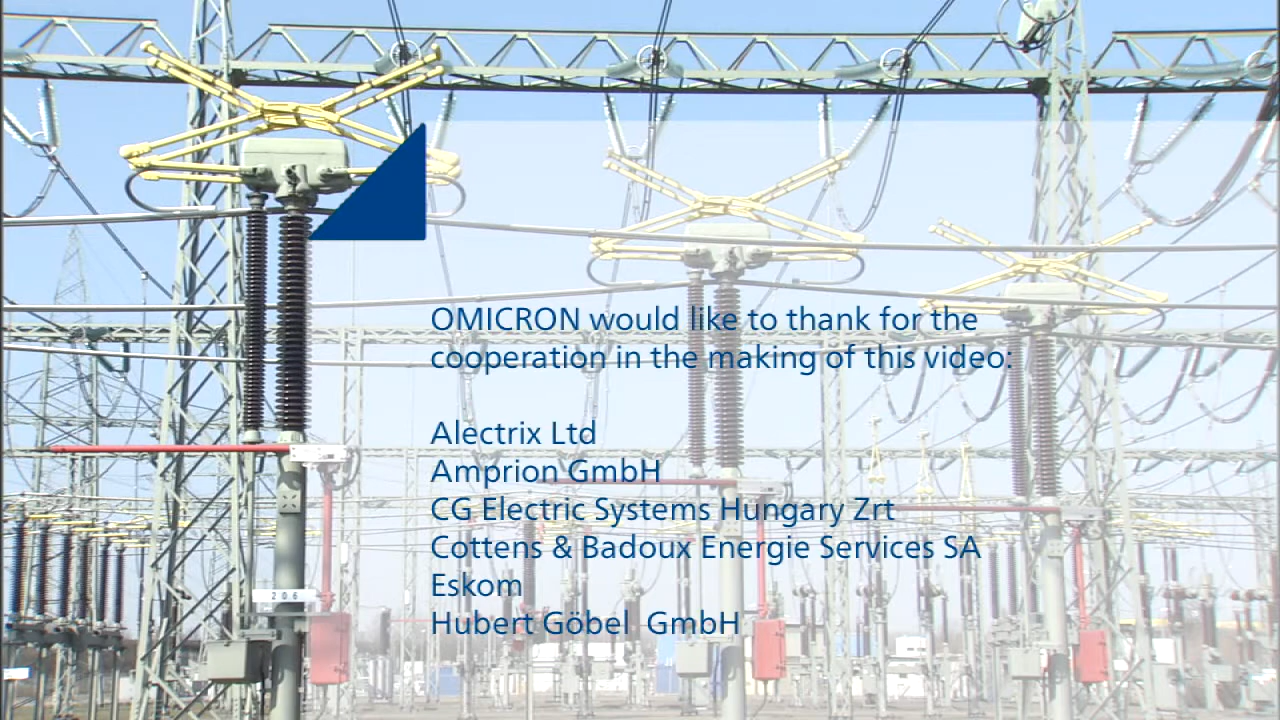 OMICRON would like to thank for the
cooperation in the making of this video:
Alectrix Ltd
Amprion GmbH
CG Electric Systems Hungary Zrt
Cottens & Badoux Energie Services SA
Eskom
Hubert Göbel  GmbH
206